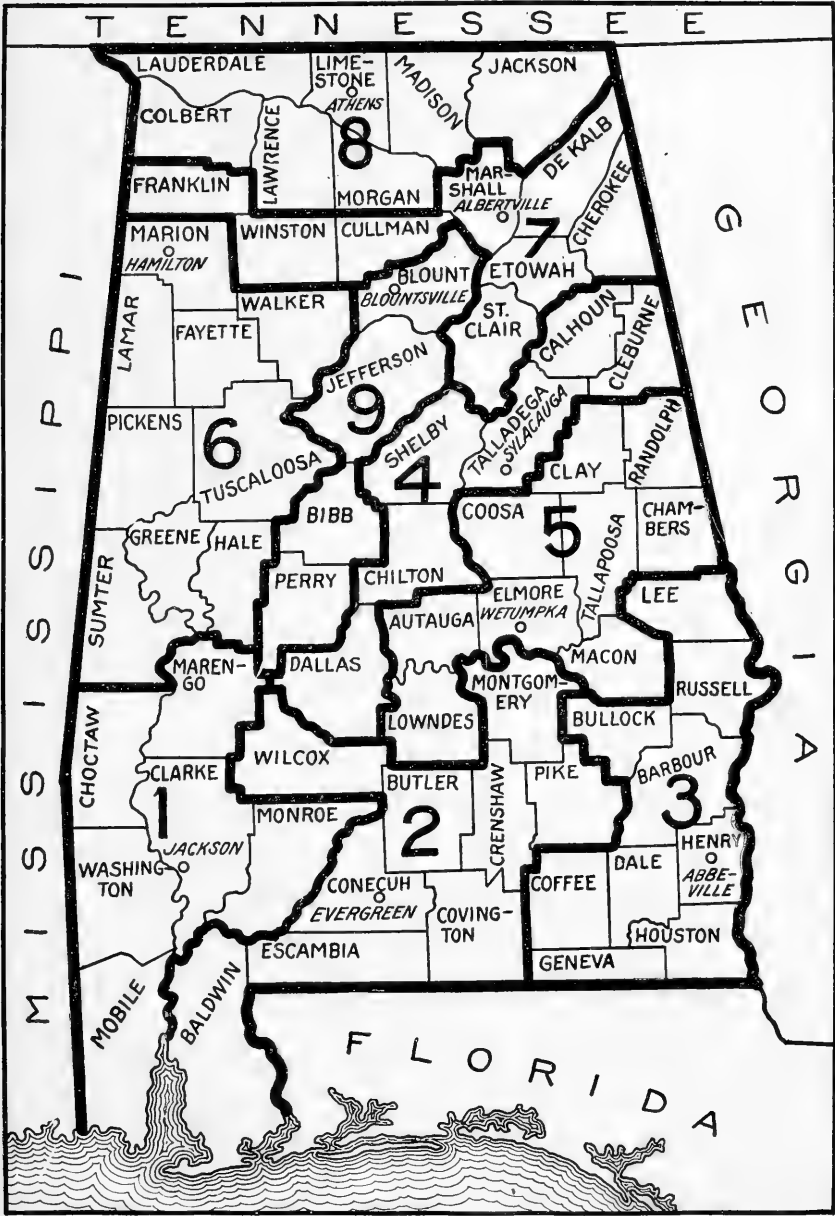 TENNESSEE
LAUDERDALE
LIME-
STONE
ATHENS
MADISON
JACKSON
COLBERT
LAWRENCE
8
DE KALB
FRANKLIN
MORGAN
MAR-
SHALL
ALBERTVILLE
CHEROKEE
7
MARION
HAMILTON
WINSTON
CULLMAN
ETOWAH
BLOUNT
BLOUNTSVILLE
WALKER
ST.
CLAIR
CALHOUN
CLEBURNE
LAMAR
FAYETTE
JEFFERSON
9
PICKENS
6
TUSCALOOSA
SHELBY
4
TALLADEGA
SYLACAUGA
CLAY
RANDOLPH
BIBB
COOSA
5
CHAM-
BERS
GREENE
HALE
TALLAPOOSA
SUMTER
PERRY
CHILTON
ELMORE
WETUMPKA
LEE
AUTAUGA
MAREN-
GO
DALLAS
MACON
MONTGOM-
ERY
RUSSELL
LOWNDES
BULLOCK
CHOCTAW
WILCOX
CLARKE
1
JACKSON
BUTLER
2
CRENSHAW
PIKE
BARBOUR
3
MONROE
WASHING-
TON
HENRY
ABBE-
VILLE
DALE
COFFEE
CONECUH
EVERGREEN
COVING-
TON
HOUSTON
ESCAMBIA
GENEVA
MOBILE
BALDWIN
MISSISSIPPI
GEORGIA
FLORIDA